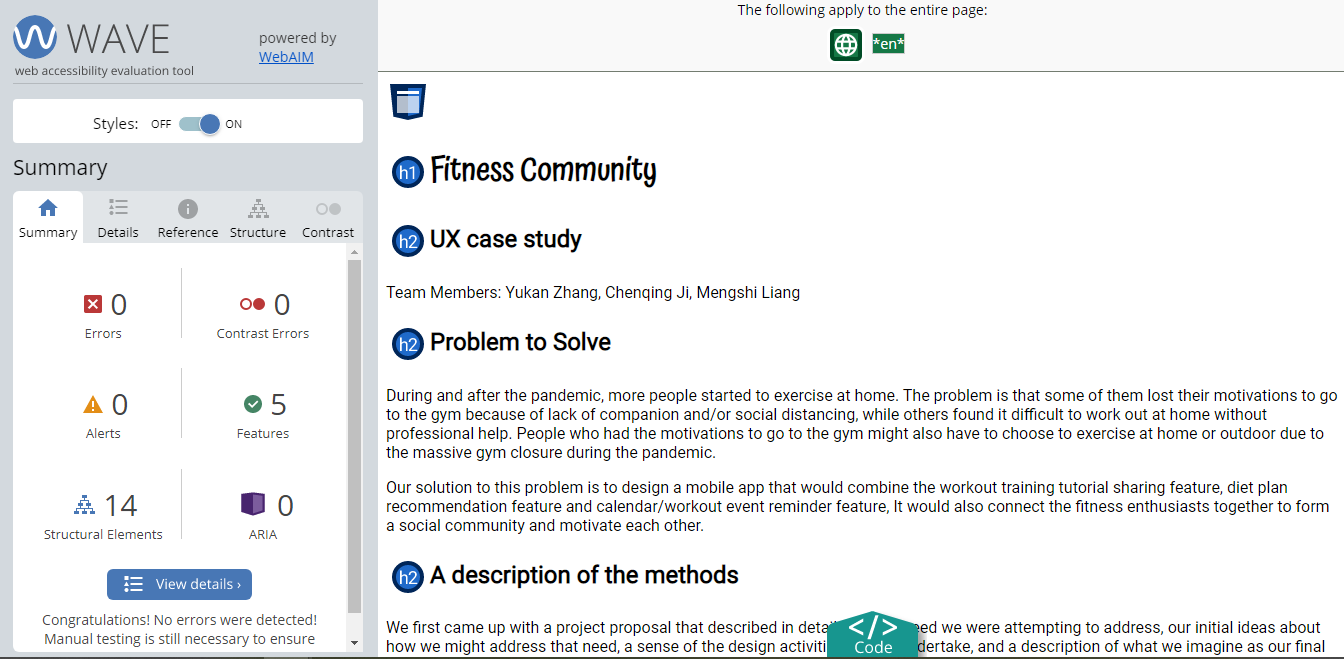 WAVE
web accessibility evaluation tool
powered by
WebAIM
Styles: OFF ON
Summary
Summary Details Reference Structure Contrast
0
Errors
0
Contrast Errors
0
Alerts
5
Features
14
Structural Elements
0
ARIA
View details ›
Congratulations! No errors were detected!
Manual testing is still necessary to ensure
The following apply to the entire page:
*en*
h1 Fitness Community
h2 UX case study
Team Members: Yukan Zhang, Chenqing Ji, Mengshi Liang
h2 Problem to Solve
During and after the pandemic, more people started to exercise at home. The problem is that some of them lost their motivations to go
to the gym because of lack of companion and/or social distancing, while others found it difficult to work out at home without
professional help. People who had the motivations to go to the gym might also have to choose to exercise at home or outdoor due to
the massive gym closure during the pandemic.
Our solution to this problem is to design a mobile app that would combine the workout training tutorial sharing feature, diet plan
recommendation feature and calendar/workout event reminder feature, It would also connect the fitness enthusiasts together to form
a social community and motivate each other.
h2 A description of the methods
We first came up with a project proposal that described in we were attempting to address, our initial ideas about
how we might address that need, a sense of the design and a description of what we imagine as our final
</> Code